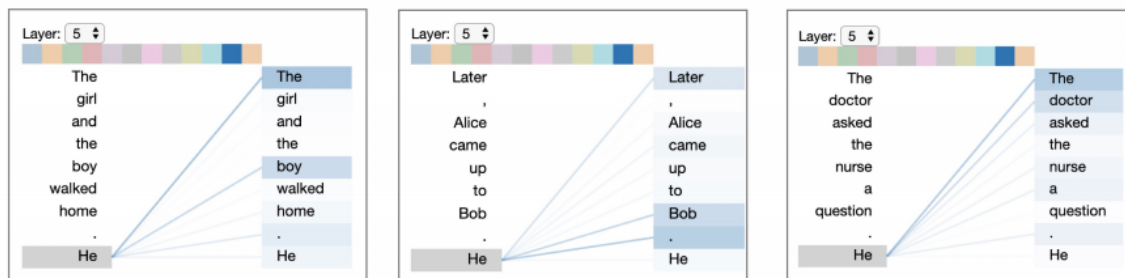 Layer: 5
The The
girl girl
and and
the the
boy boy
walked walked
home home
. .
He He
Layer: 5
Later Later
, ,
Alice Alice
came came
up up
to to
Bob Bob
. .
He He
Layer: 5
The The
doctor doctor
asked asked
the the
nurse nurse
a a
question question
. .
He He